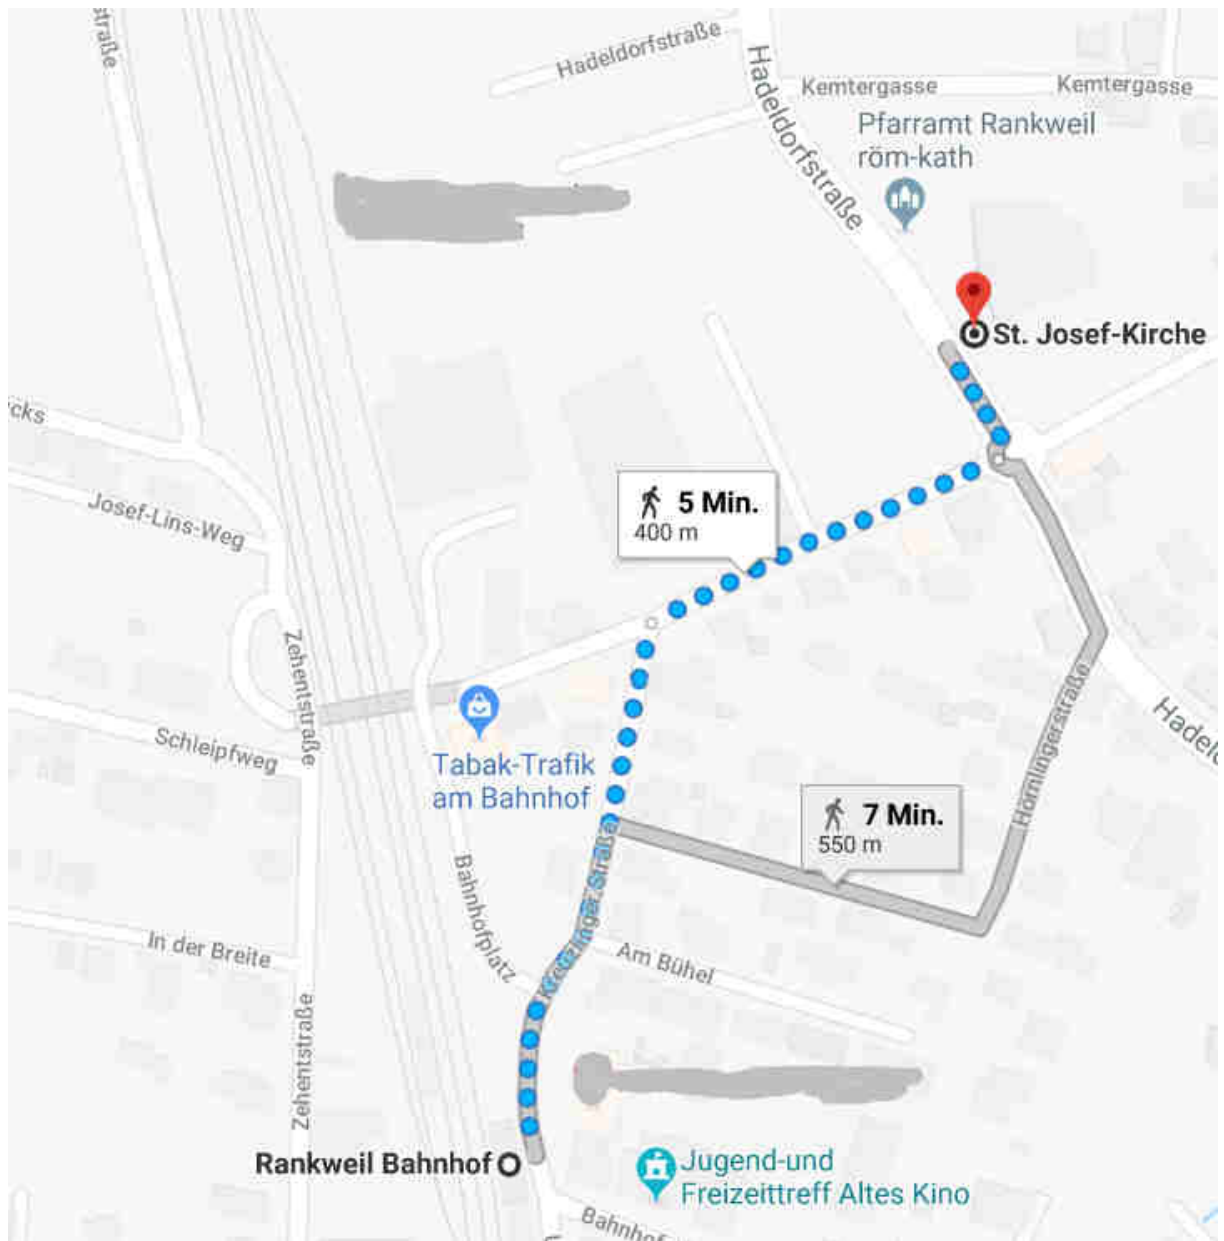 straße
Hadeldorfstraße
Hadeldorfstraße
Kemtergasse
Kemtergasse
Pfarramt Rankweil
röm-kath
St. Josef-Kirche
cks
Josef-Lins-Weg
5 Min.
400 m
Zehentstraße
Schleipfweg
Tabak-Trafik
am Bahnhof
Hörnlingerstraße
Hadeldo
7 Min.
550 m
Bahnhofplatz
In der Breite
Am Bühel
Zehentstraße
Rankweil Bahnhof
Jugend-und
Freizeittreff Altes Kino
Bahnhof